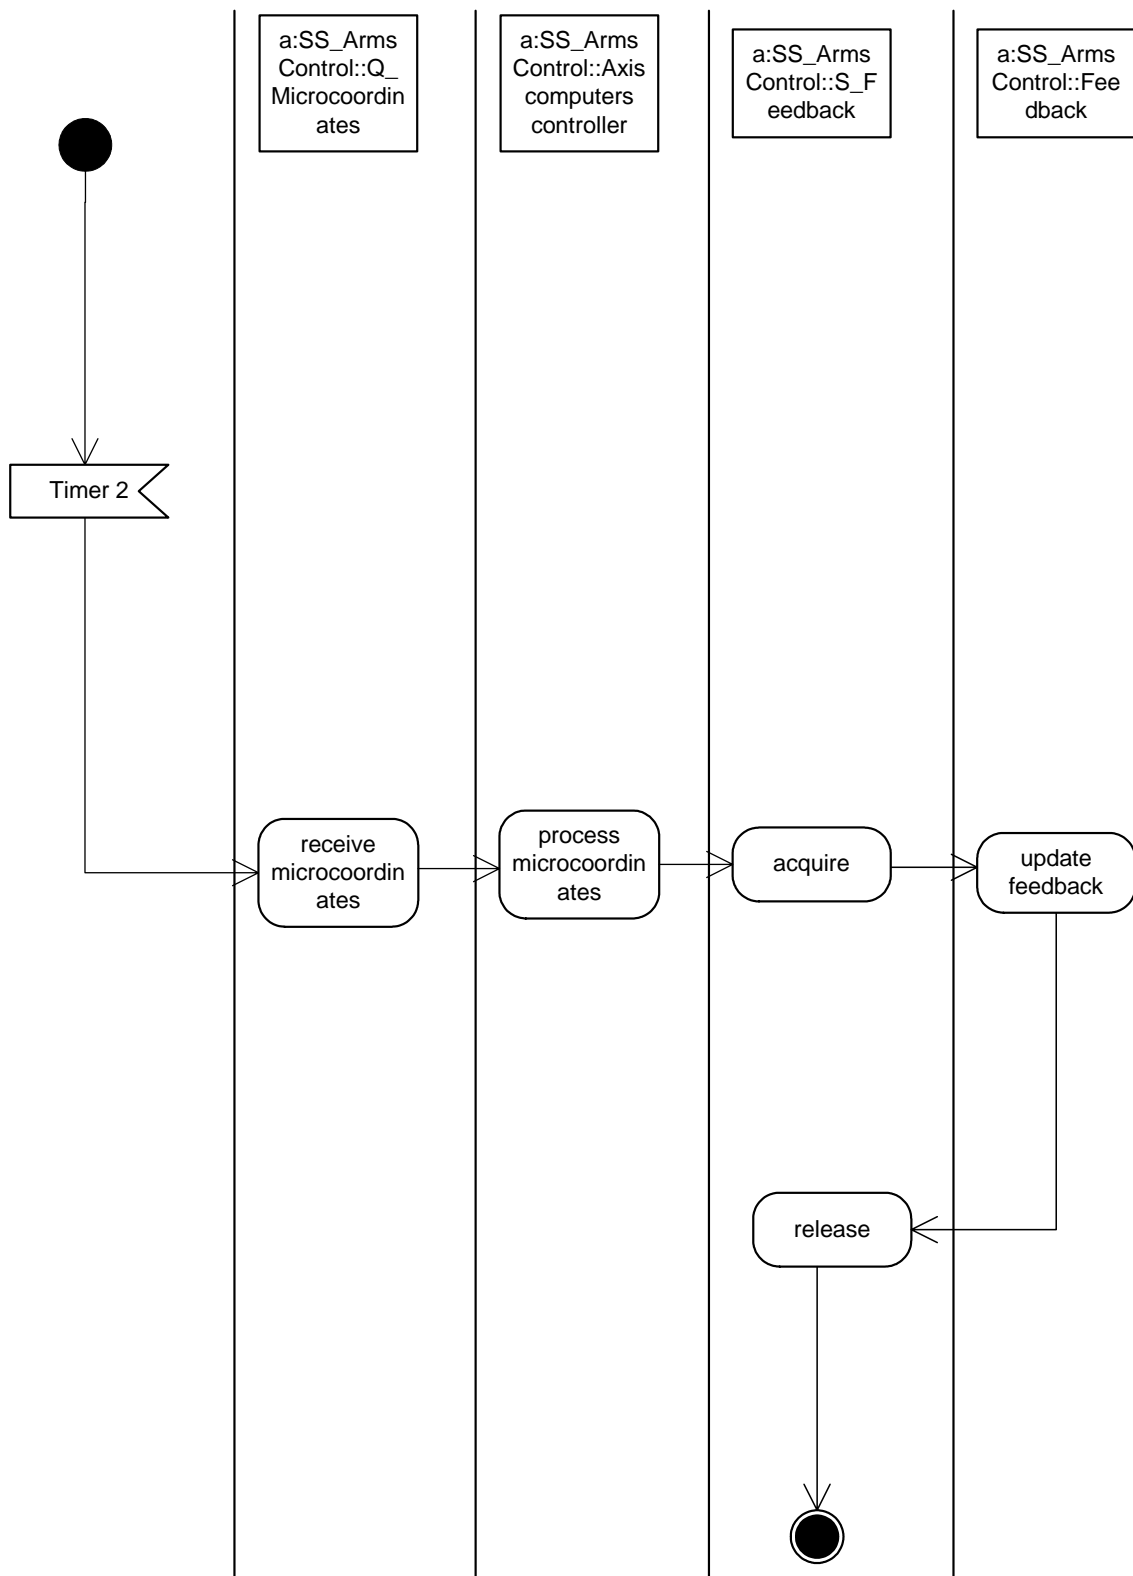 a:SS_Arms
Control::Q_
Microcoordin
ates
a:SS_Arms
Control::Axis
computers
controller
a:SS_Arms
Control::S_F
eedback
a:SS_Arms
Control::Fee
dback
Timer 2
receive
microcoordin
ates
process
microcoordin
ates
acquire
update
feedback
release